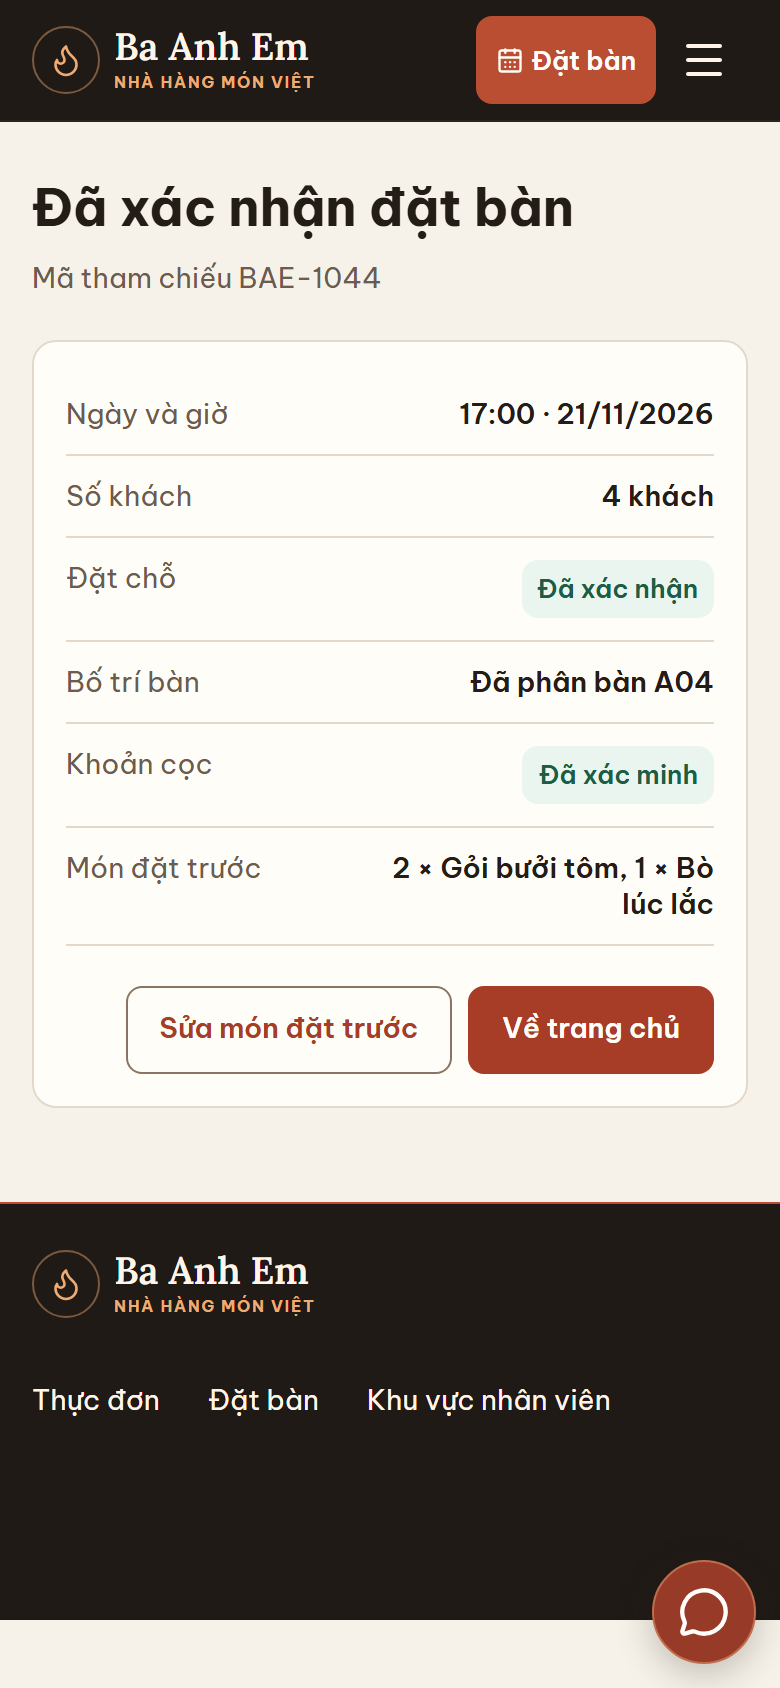 Ba Anh Em
NHÀ HÀNG MÓN VIỆT
Đặt bàn
Đã xác nhận đặt bàn
Mã tham chiếu BAE-1044
Ngày và giờ
17:00 · 21/11/2026
Số khách
4 khách
Đặt chỗ
Đã xác nhận
Bố trí bàn
Đã phân bàn A04
Khoản cọc
Đã xác minh
Món đặt trước
2 × Gỏi bưởi tôm, 1 × Bò
lúc lắc
Sửa món đặt trước
Về trang chủ
Ba Anh Em
NHÀ HÀNG MÓN VIỆT
Thực đơn
Đặt bàn
Khu vực nhân viên